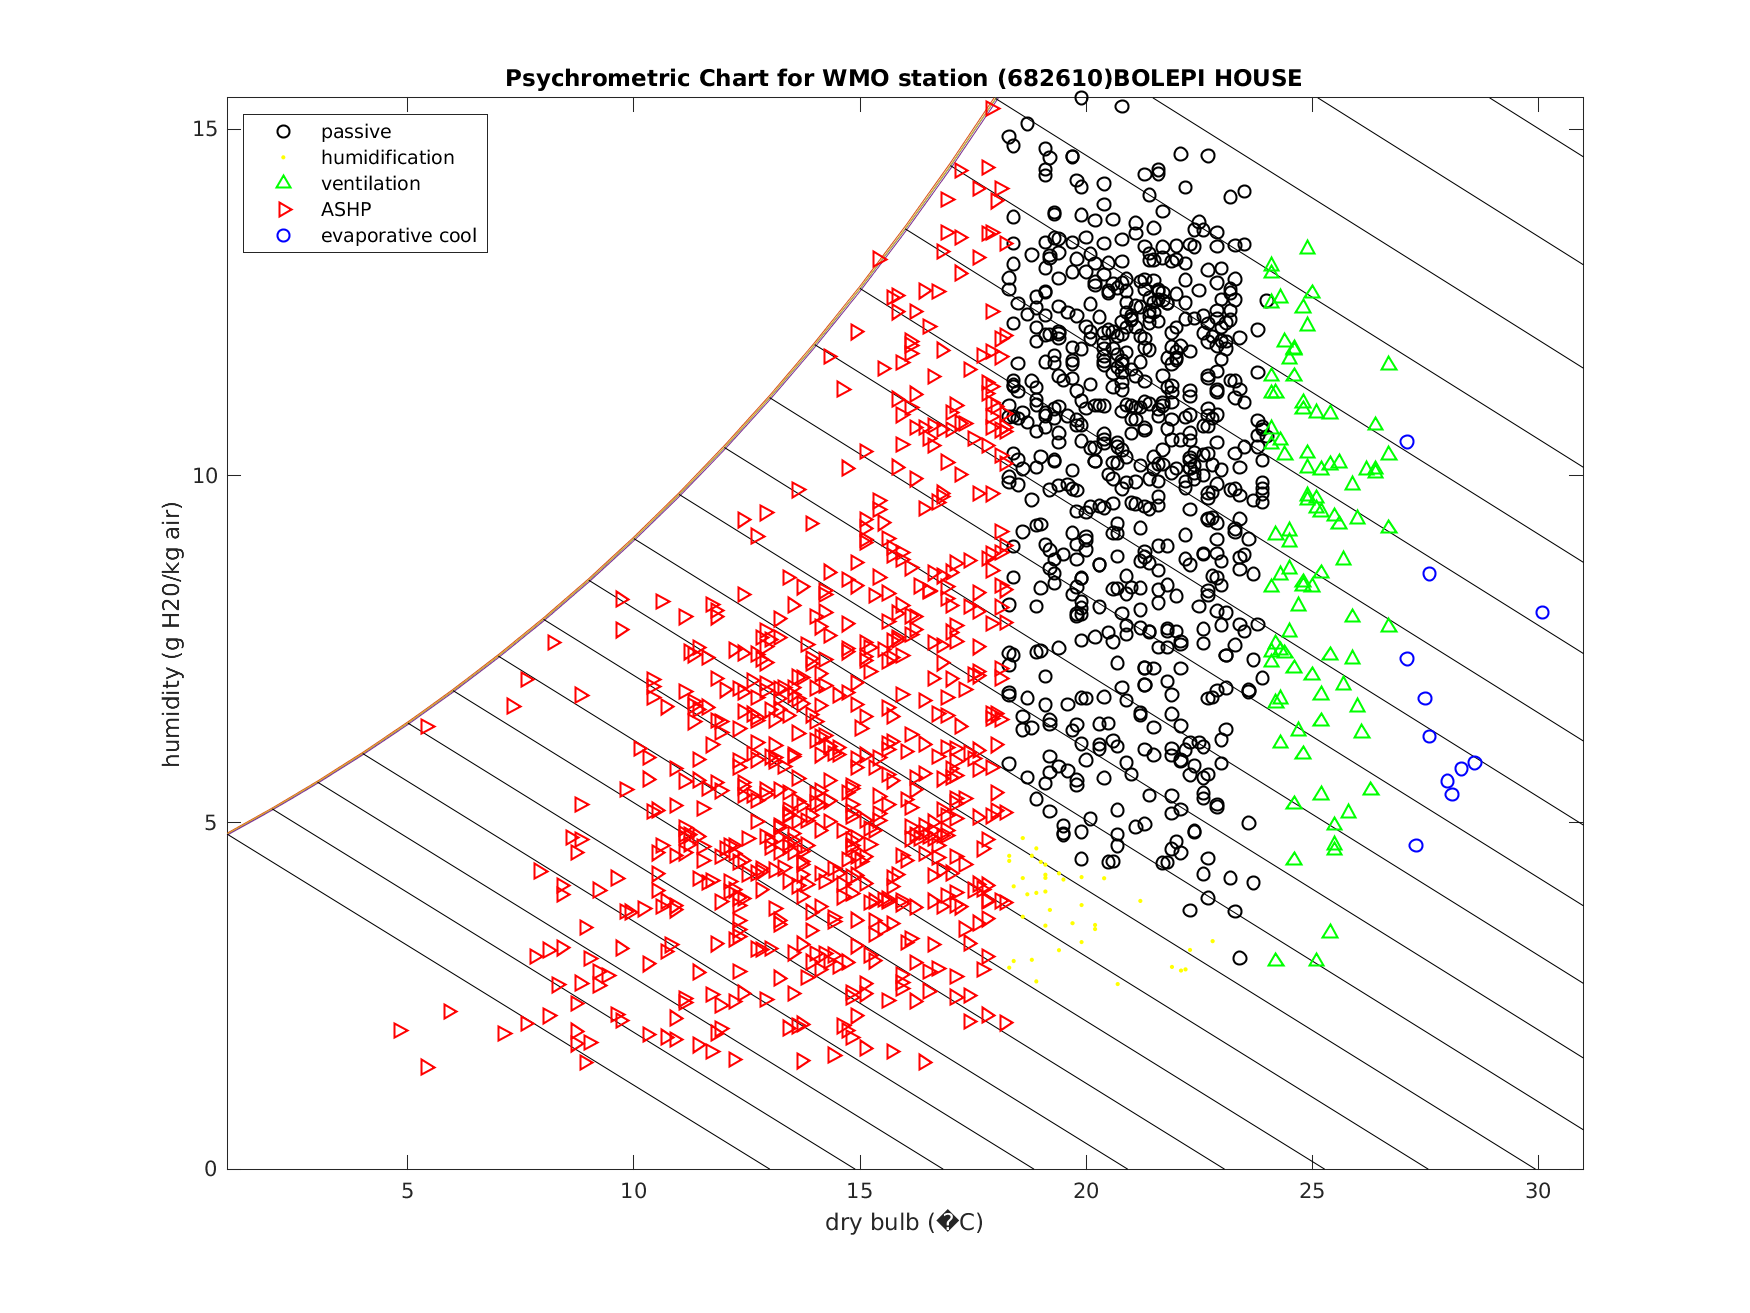 Psychrometric Chart for WMO station (682610)BOLEPI HOUSE
passive
humidification
ventilation
ASHP
evaporative cool
humidity (g H20/kg air)
15
10
5
0
5 10 15 20 25 30
dry bulb (�C)